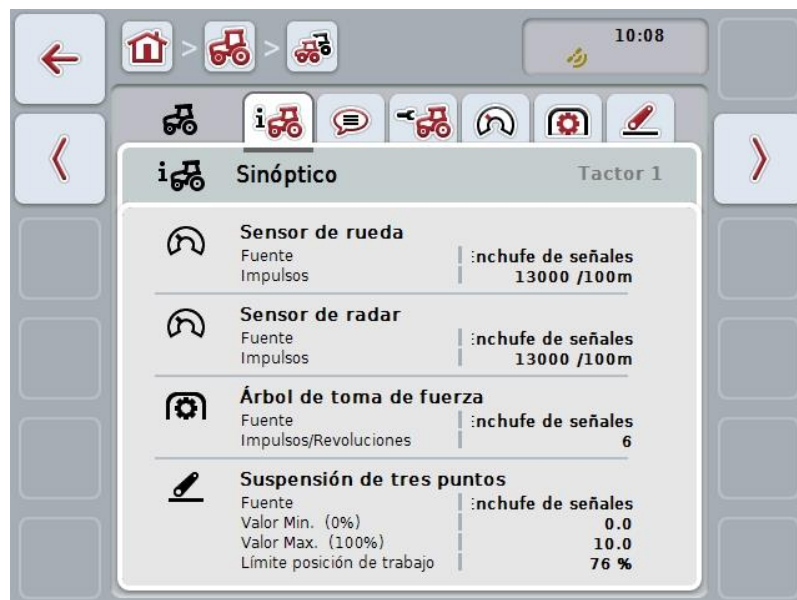 > >
10:08
Sinóptico Tactor 1
Sensor de rueda
Fuente nchufe de señales
Impulsos 13000 /100m
Sensor de radar
Fuente nchufe de señales
Impulsos 13000 /100m
Árbol de toma de fuerza
Fuente nchufe de señales
Impulsos/Revoluciones 6
Suspensión de tres puntos
Fuente nchufe de señales
Valor Min. (0%) 0.0
Valor Max. (100%) 10.0
Límite posición de trabajo 76 %